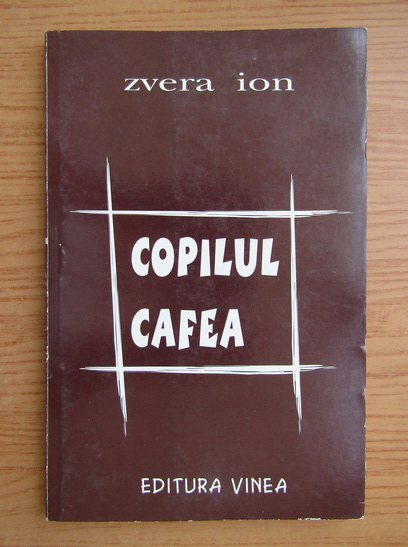 zvera ion
COPILUL
CAFEA
EDITURA VINEA